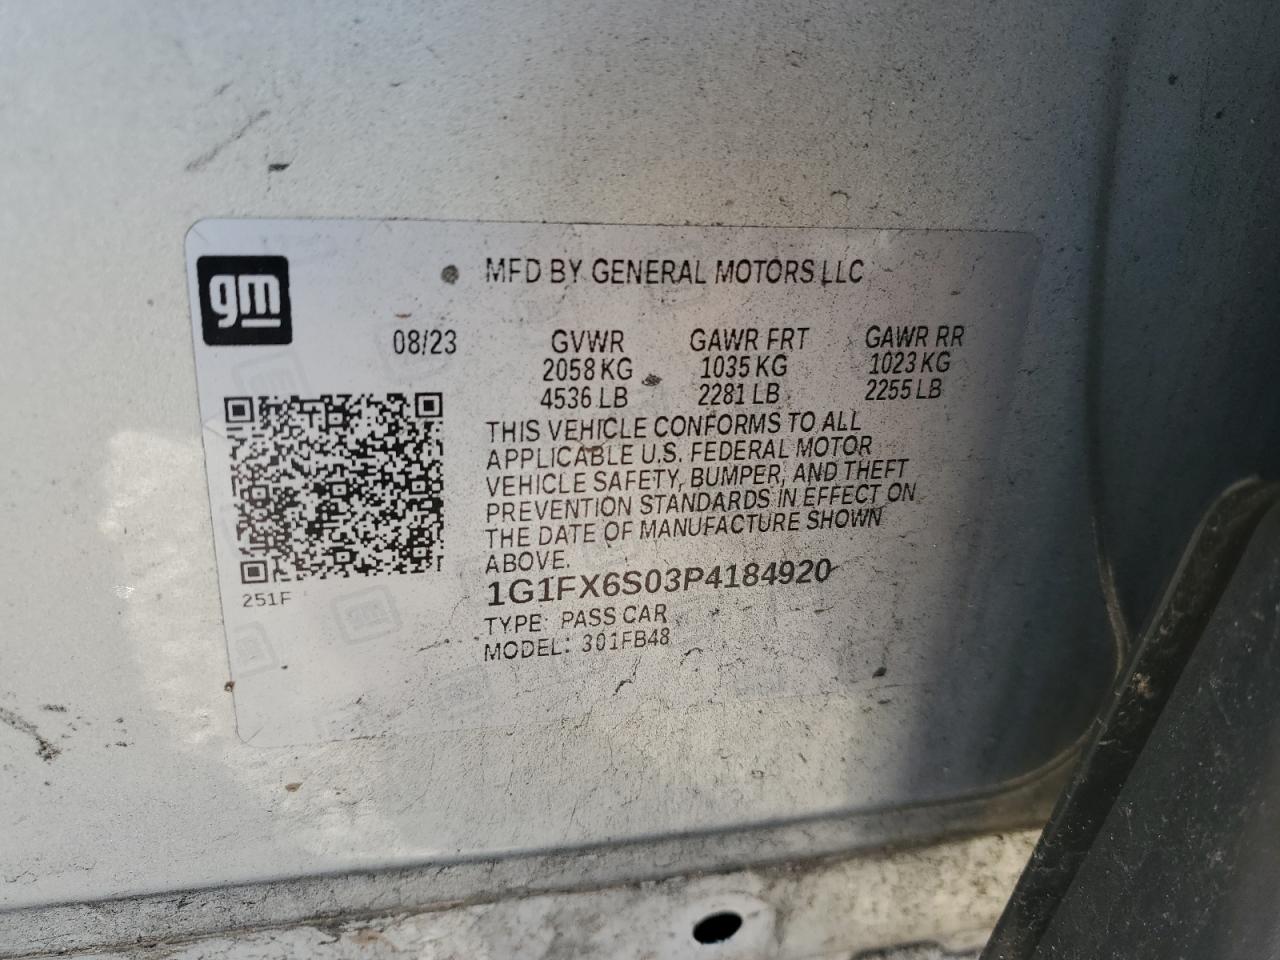 gm
MFD BY GENERAL MOTORS LLC
08/23 GVWR GAWR FRT GAWR RR
2058 KG 1035 KG 1023 KG
4536 LB 2281 LB 2255 LB
THIS VEHICLE CONFORMS TO ALL
APPLICABLE U.S. FEDERAL MOTOR
VEHICLE SAFETY, BUMPER, AND THEFT
PREVENTION STANDARDS IN EFFECT ON
THE DATE OF MANUFACTURE SHOWN
ABOVE.
1G1FX6S03P4184920
251F
TYPE: PASS CAR
MODEL: 301FB48